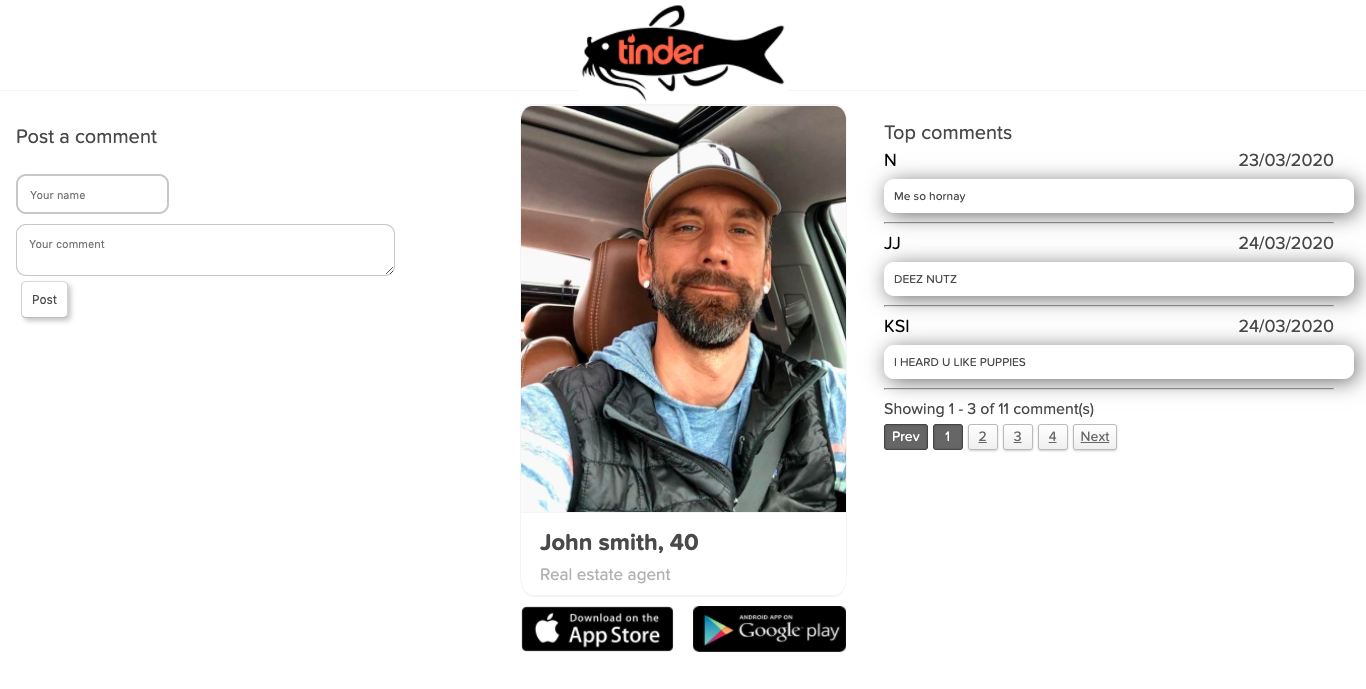 tinder
Post a comment
Your name
Your comment
Post
John smith, 40
Real estate agent
Download on the
App Store
ANDROID APP ON
Google play
Top comments
N 23/03/2020
Me so hornay
JJ 24/03/2020
DEEZ NUTZ
KSI 24/03/2020
I HEARD U LIKE PUPPIES
Showing 1 - 3 of 11 comment(s)
Prev 1 2 3 4 Next